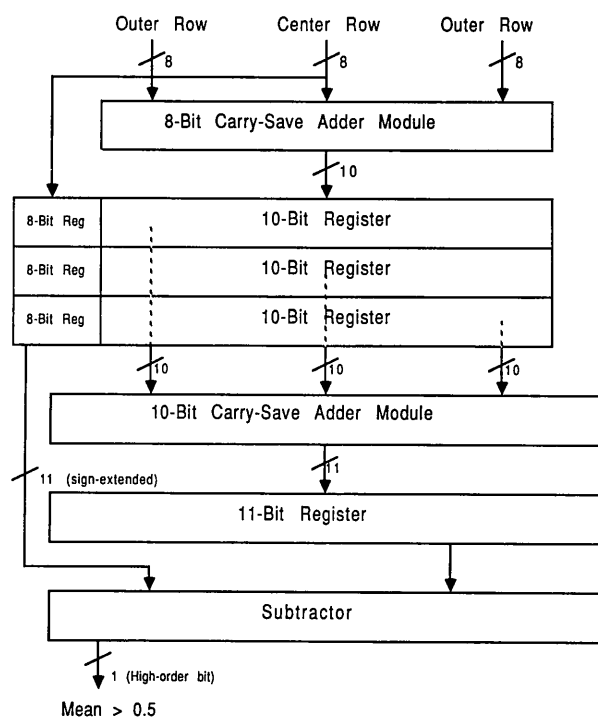 Outer Row Center Row Outer Row
8 8 8
8-Bit Carry-Save Adder Module
10
8-Bit Reg 10-Bit Register
8-Bit Reg 10-Bit Register
8-Bit Reg 10-Bit Register
10 10 10
10-Bit Carry-Save Adder Module
11 (sign-extended) 11
11-Bit Register
Subtractor
1 (High-order bit)
Mean > 0.5